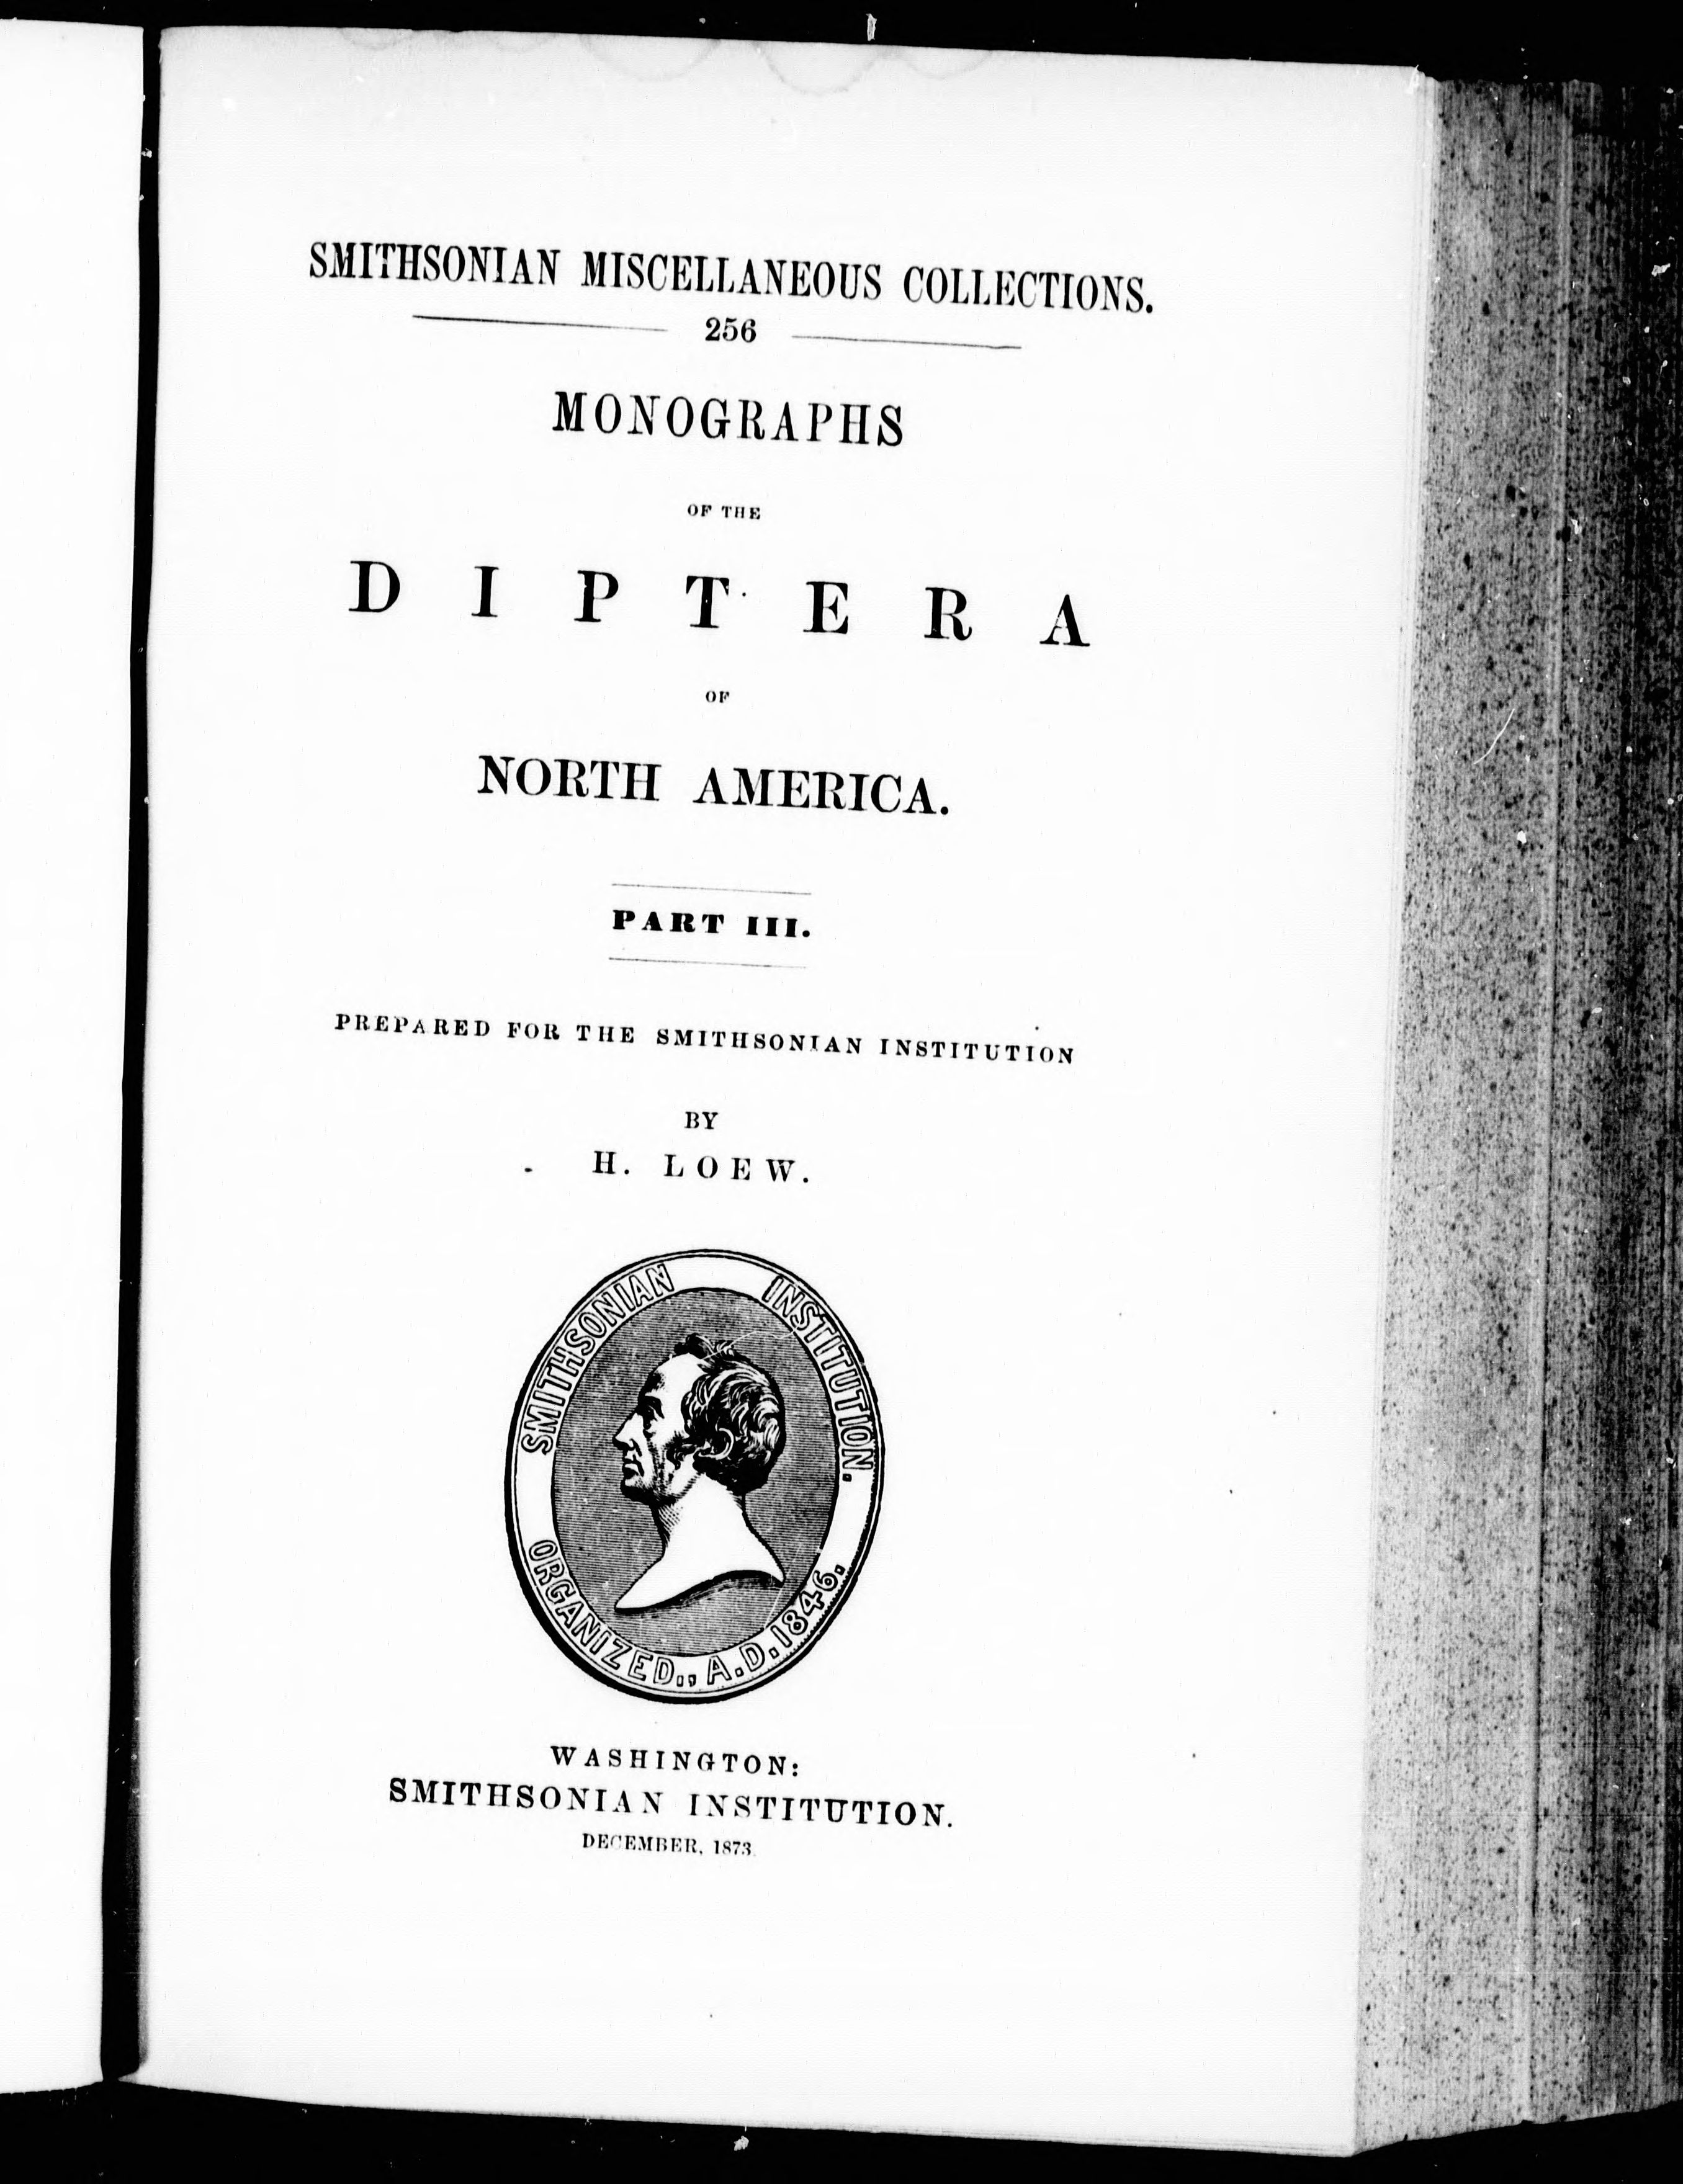 SMITHSONIAN MISCELLANEOUS COLLECTIONS.
256
MONOGRAPHS
OF THE
DIPTERA
OF
NORTH AMERICA.
PART III.
PREPARED FOR THE SMITHSONIAN INSTITUTION
BY
H. LOEW.
SMITHSONIAN INSTITUTION.
ORGANIZED., A.D. 1846.
WASHINGTON:
SMITHSONIAN INSTITUTION.
DECEMBER, 1873.